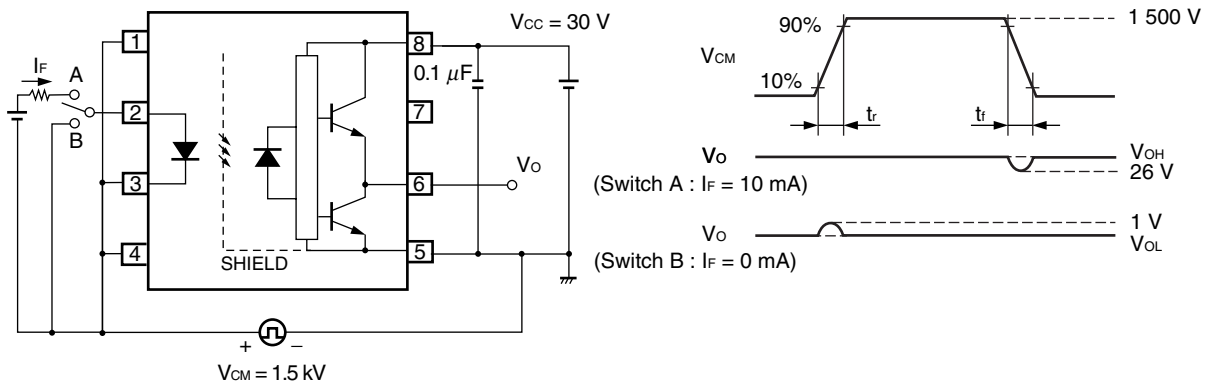 IF
A
B
1
2
3
4
SHIELD
8
7
6
5
0.1 μF
VCC = 30 V
VO
+ −
VCM = 1.5 kV
VCM
90%
10%
1 500 V
tr
tf
VO
(Switch A : IF = 10 mA)
VOH
26 V
VO
(Switch B : IF = 0 mA)
1 V
VOL